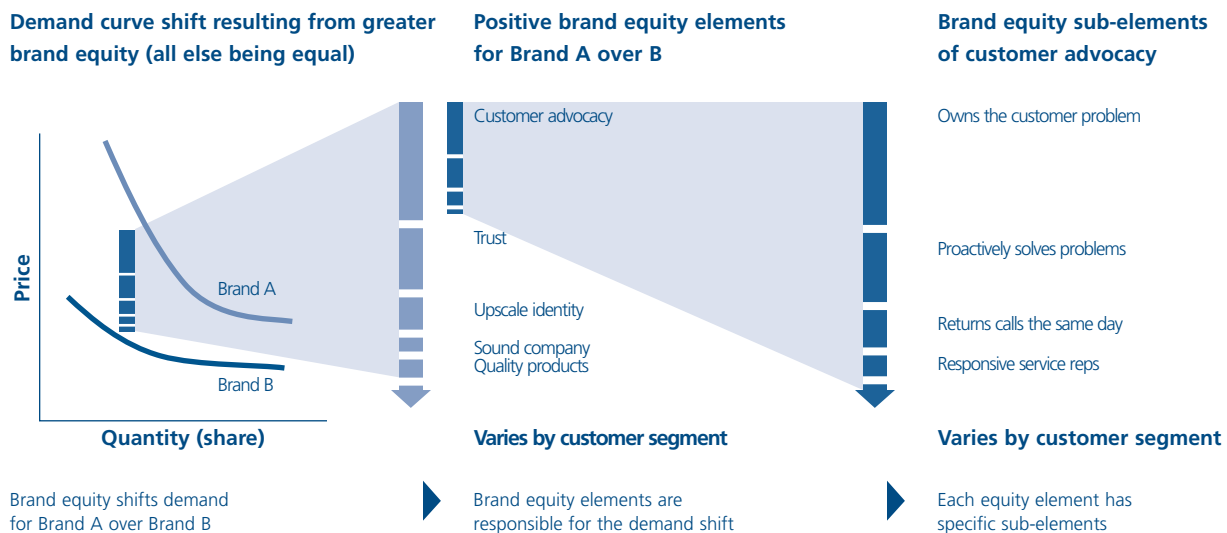 Demand curve shift resulting from greater
brand equity (all else being equal)
Price
Brand A
Brand B
Quantity (share)
Brand equity shifts demand
for Brand A over Brand B
Positive brand equity elements
for Brand A over B
Customer advocacy
Trust
Upscale identity
Sound company
Quality products
Varies by customer segment
Brand equity elements are
responsible for the demand shift
Brand equity sub-elements
of customer advocacy
Owns the customer problem
Proactively solves problems
Returns calls the same day
Responsive service reps
Varies by customer segment
Each equity element has
specific sub-elements